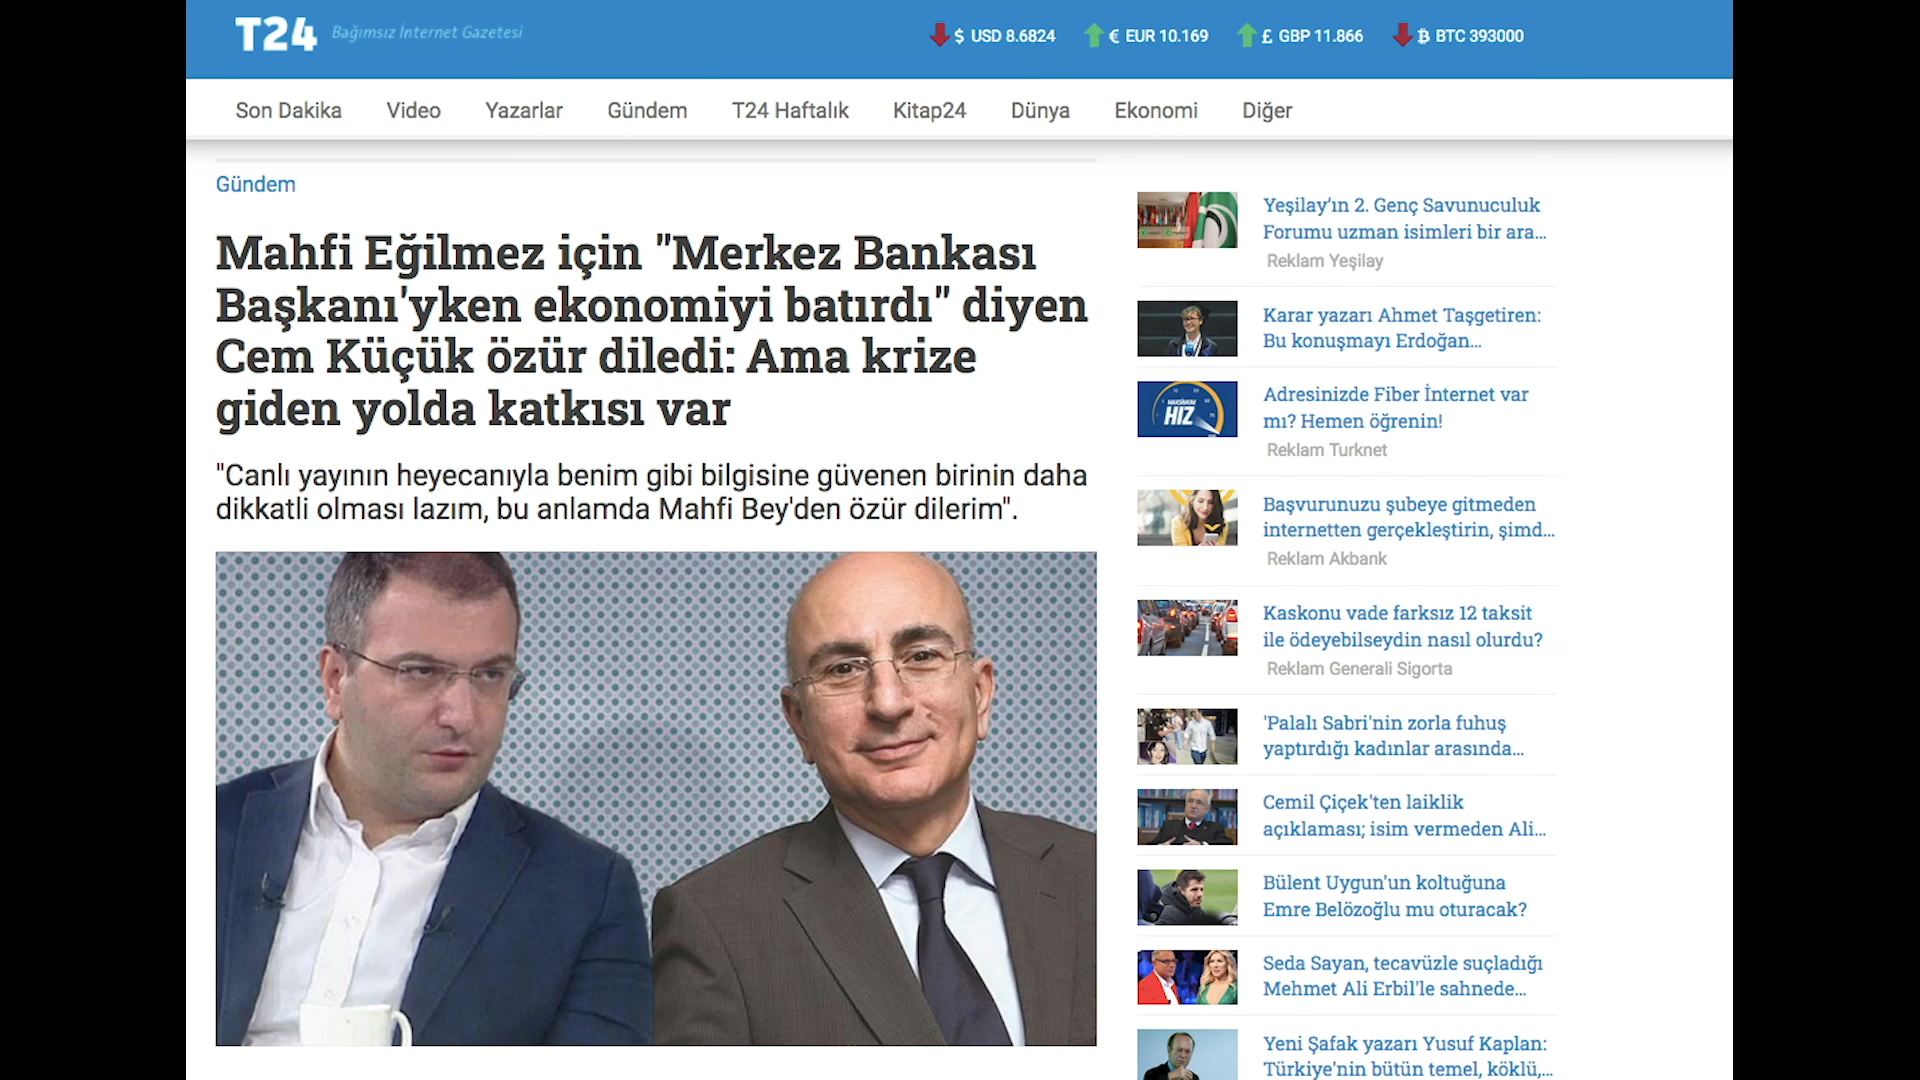 T24 Bağımsız İnternet Gazetesi
$ USD 8.6824 € EUR 10.169 £ GBP 11.866 ₿ BTC 393000
Son Dakika Video Yazarlar Gündem T24 Haftalık Kitap24 Dünya Ekonomi Diğer
Gündem
Mahfi Eğilmez için "Merkez Bankası
Başkanı'yken ekonomiyi batırdı" diyen
Cem Küçük özür diledi: Ama krize
giden yolda katkısı var
"Canlı yayının heyecanıyla benim gibi bilgisine güvenen birinin daha
dikkatli olması lazım, bu anlamda Mahfi Bey'den özür dilerim".
Yeşilay’ın 2. Genç Savunuculuk
Forumu uzman isimleri bir ara...
Reklam Yeşilay
Karar yazarı Ahmet Taşgetiren:
Bu konuşmayı Erdoğan...
MAKSİMUM
HIZ
Adresinizde Fiber İnternet var
mı? Hemen öğrenin!
Reklam Turknet
Başvurunuzu şubeye gitmeden
internetten gerçekleştirin, şimd...
Reklam Akbank
Kaskonu vade farksız 12 taksit
ile ödeyebilseydin nasıl olurdu?
Reklam Generali Sigorta
'Palalı Sabri'nin zorla fuhuş
yaptırdığı kadınlar arasında...
Cemil Çiçek'ten laiklik
açıklaması; isim vermeden Ali...
Bülent Uygun'un koltuğuna
Emre Belözoğlu mu oturacak?
Seda Sayan, tecavüzle suçladığı
Mehmet Ali Erbil'le sahnede...
Yeni Şafak yazarı Yusuf Kaplan:
Türkiye'nin bütün temel, köklü,...